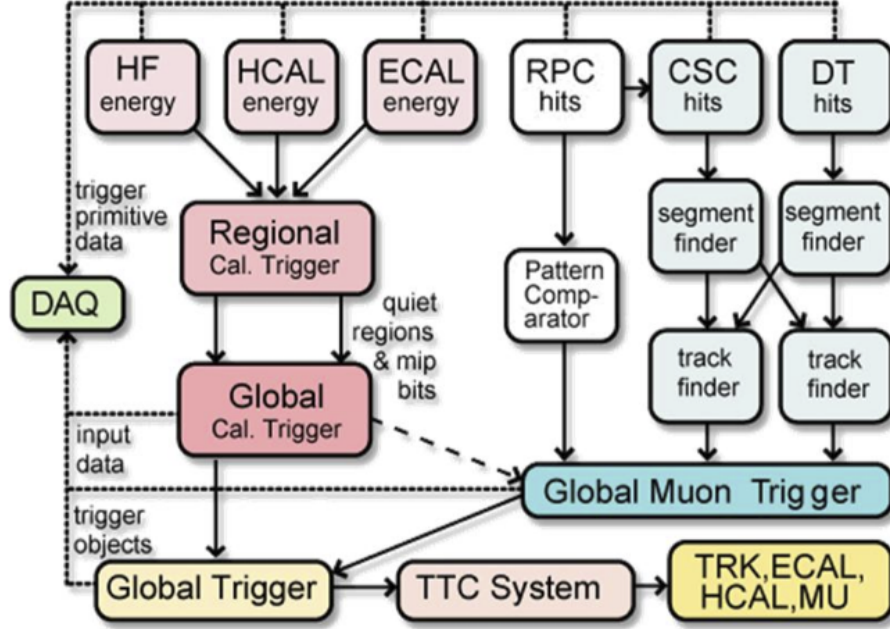 HF
energy
HCAL
energy
ECAL
energy
RPC
hits
CSC
hits
DT
hits
trigger
primitive
data
Regional
Cal. Trigger
segment
finder
segment
finder
DAQ
Pattern
Comp-
arator
quiet
regions
& mip
bits
track
finder
track
finder
Global
Cal. Trigger
input
data
Global Muon Trigger
trigger
objects
Global Trigger
TTC System
TRK,ECAL,
HCAL,MU